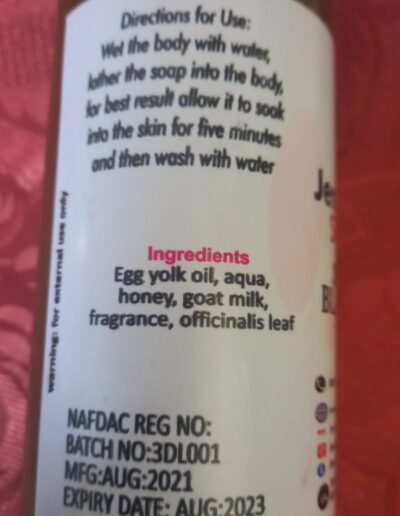 Directions for Use:
Wet the body with water,
lather the soap into the body,
for best result allow it to soak
into the skin for five minutes
and then wash with water
warning: for external use only
Ingredients
Egg yolk oil, aqua,
honey, goat milk,
fragrance, officinalis leaf
NAFDAC REG NO:
BATCH NO:3DL001
MFG:AUG:2021
EXPIRY DATE: AUG:2023